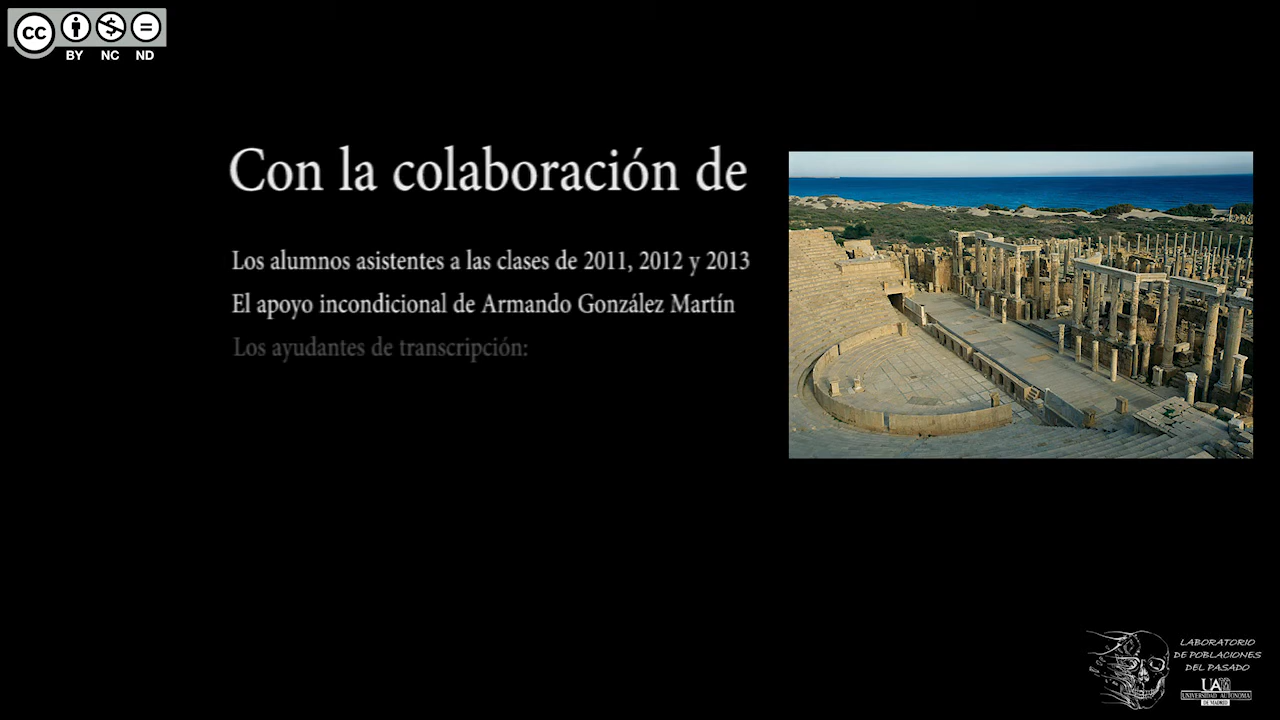 CC
BY NC ND
Con la colaboración de
Los alumnos asistentes a las clases de 2011, 2012 y 2013
El apoyo incondicional de Armando González Martín
Los ayudantes de transcripción:
LABORATORIO
DE POBLACIONES
DEL PASADO
UAM
UNIVERSIDAD AUTONOMA
DE MADRID